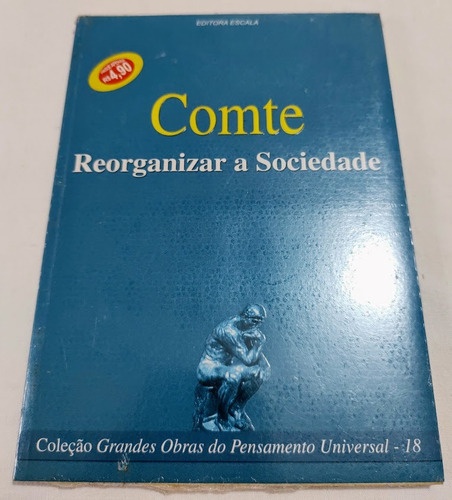 EDITORA ESCALA
R$4,90
Comte
Reorganizar a Sociedade
Coleção Grandes Obras do Pensamento Universal - 18